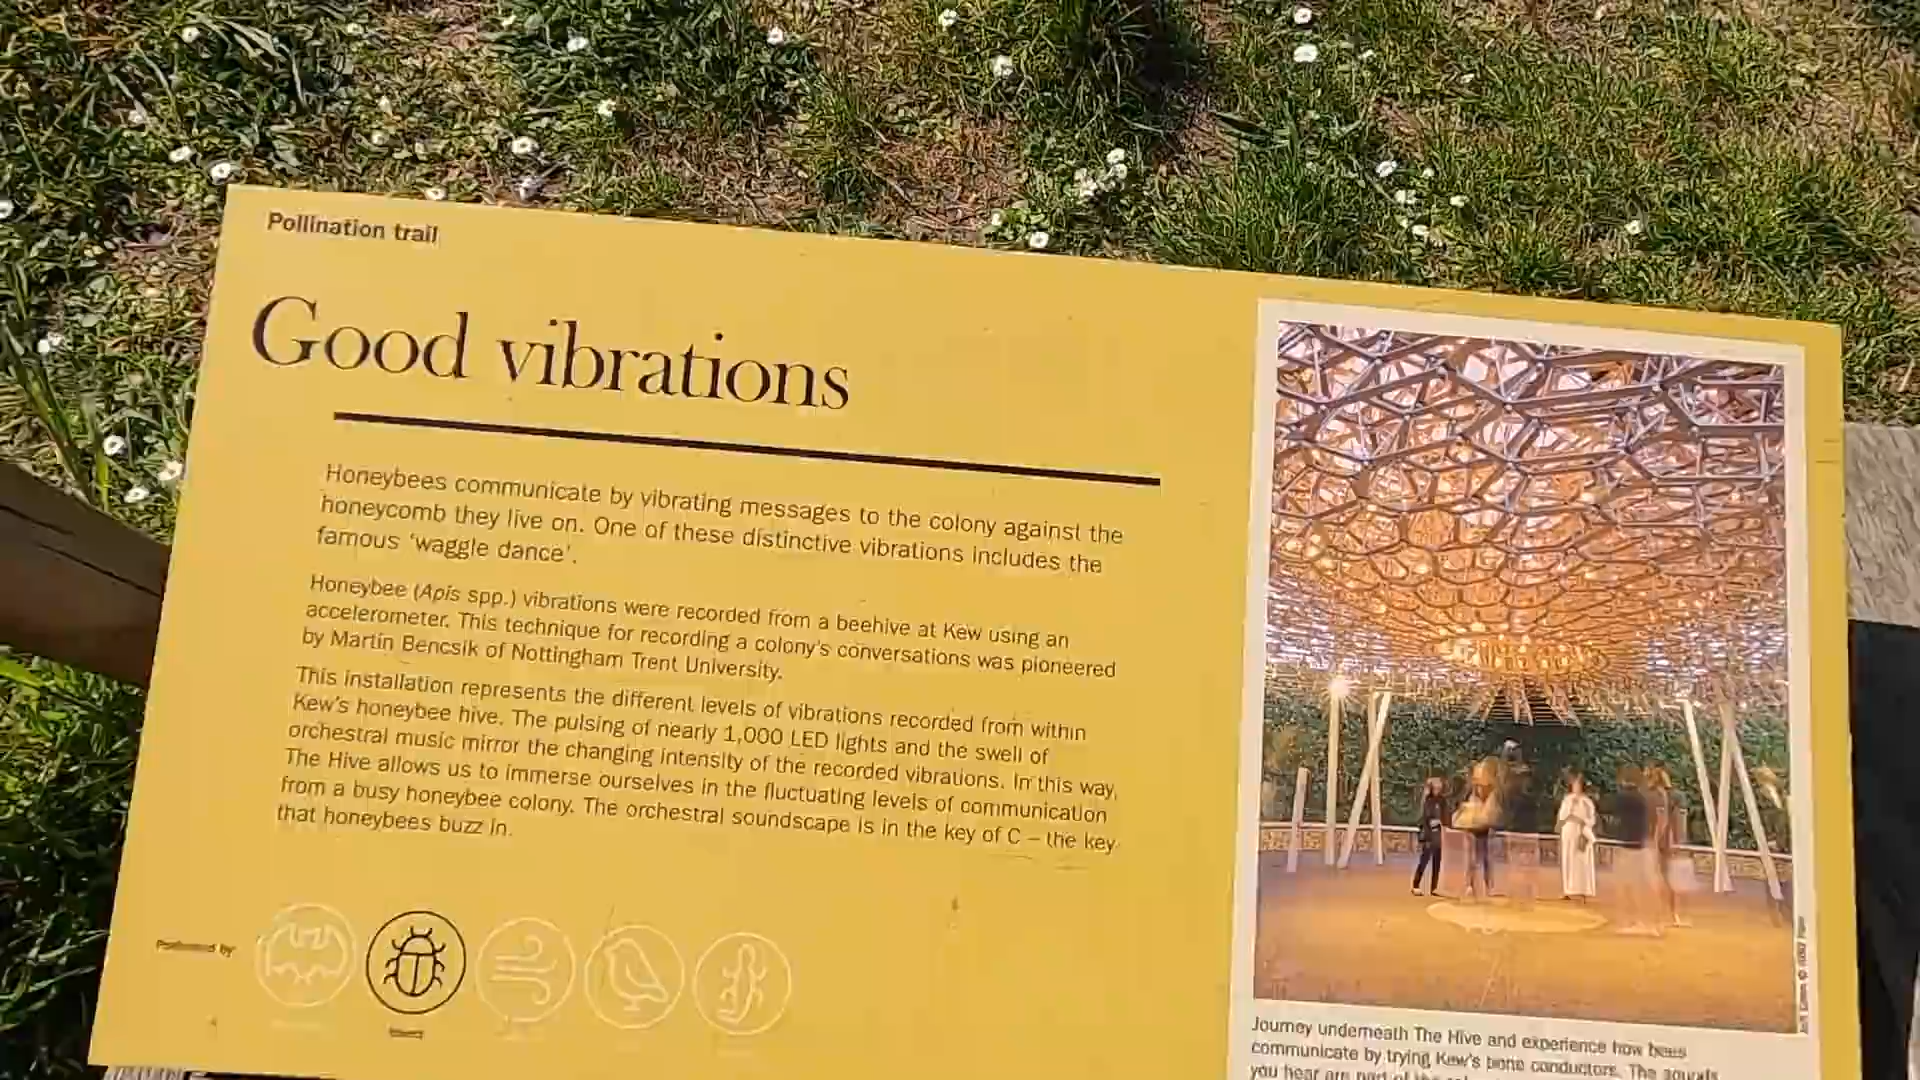 Pollination trail
Good vibrations
Honeybees communicate by vibrating messages to the colony against the
honeycomb they live on. One of these distinctive vibrations includes the
famous ‘waggle dance’.
Honeybee (Apis spp.) vibrations were recorded from a beehive at Kew using an
accelerometer. This technique for recording a colony's conversations was pioneered
by Martin Bencsik of Nottingham Trent University.
This installation represents the different levels of vibrations recorded from within
Kew's honeybee hive. The pulsing of nearly 1,000 LED lights and the swell of
orchestral music mirror the changing intensity of the recorded vibrations. In this way,
The Hive allows us to immerse ourselves in the fluctuating levels of communication
from a busy honeybee colony. The orchestral soundscape is in the key of C – the key
that honeybees buzz in.
Pollinated by
Journey underneath The Hive and experience how bees
communicate by trying Kew's bone conductors. The sounds
you hear are part of the